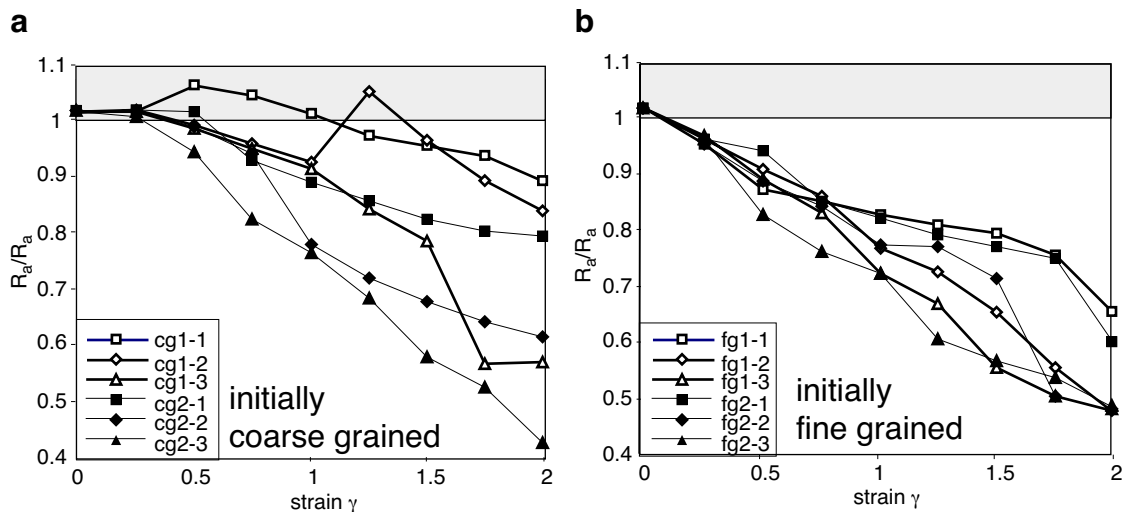 a
1.1
1
0.9
0.8
0.7
0.6
0.5
0.4
Ra/Ra
0 0.5 1 1.5 2
strain γ
cg1-1
cg1-2
cg1-3
cg2-1
cg2-2
cg2-3
initially
coarse grained
b
1.1
1
0.9
0.8
0.7
0.6
0.5
0.4
Ra/Ra
0 0.5 1 1.5 2
strain γ
fg1-1
fg1-2
fg1-3
fg2-1
fg2-2
fg2-3
initially
fine grained